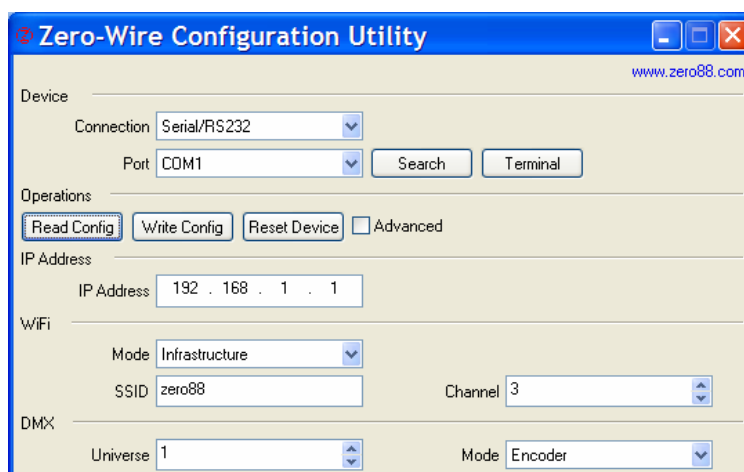 Zero-Wire Configuration Utility
www.zero88.com
Device
Connection Serial/RS232
Port COM1 Search Terminal
Operations
Read Config Write Config Reset Device Advanced
IP Address
IP Address 192 . 168 . 1 . 1
WiFi
Mode Infrastructure
SSID zero88 Channel 3
DMX
Universe 1 Mode Encoder